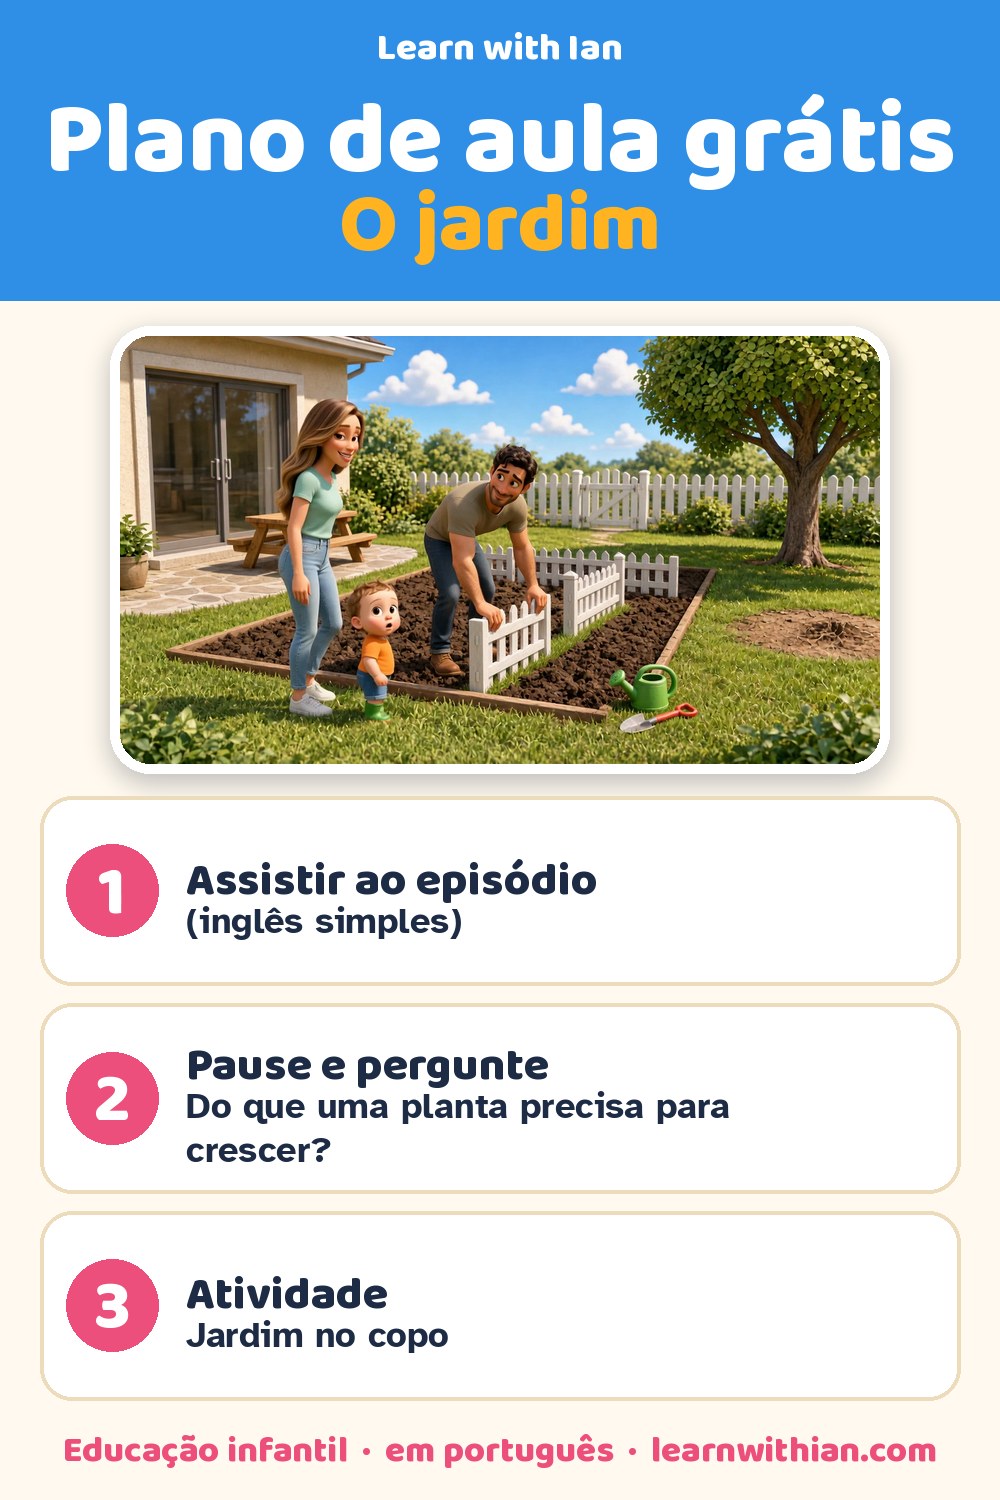 Learn with Ian
Plano de aula grátis
O jardim
1
Assistir ao episódio
(inglês simples)
2
Pause e pergunte
Do que uma planta precisa para
crescer?
3
Atividade
Jardim no copo
Educação infantil • em português • learnwithian.com